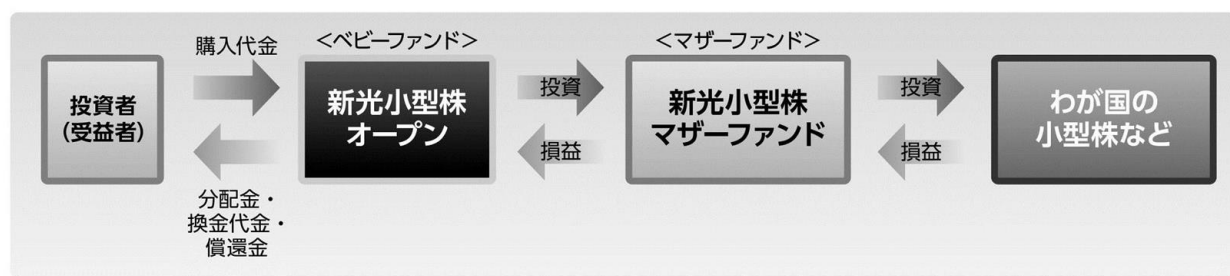 購入代金
<ベビーファンド>
<マザーファンド>
投資者
(受益者)
新光小型株
オープン
投資
損益
新光小型株
マザーファンド
投資
損益
わが国の
小型株など
分配金・
換金代金・
償還金